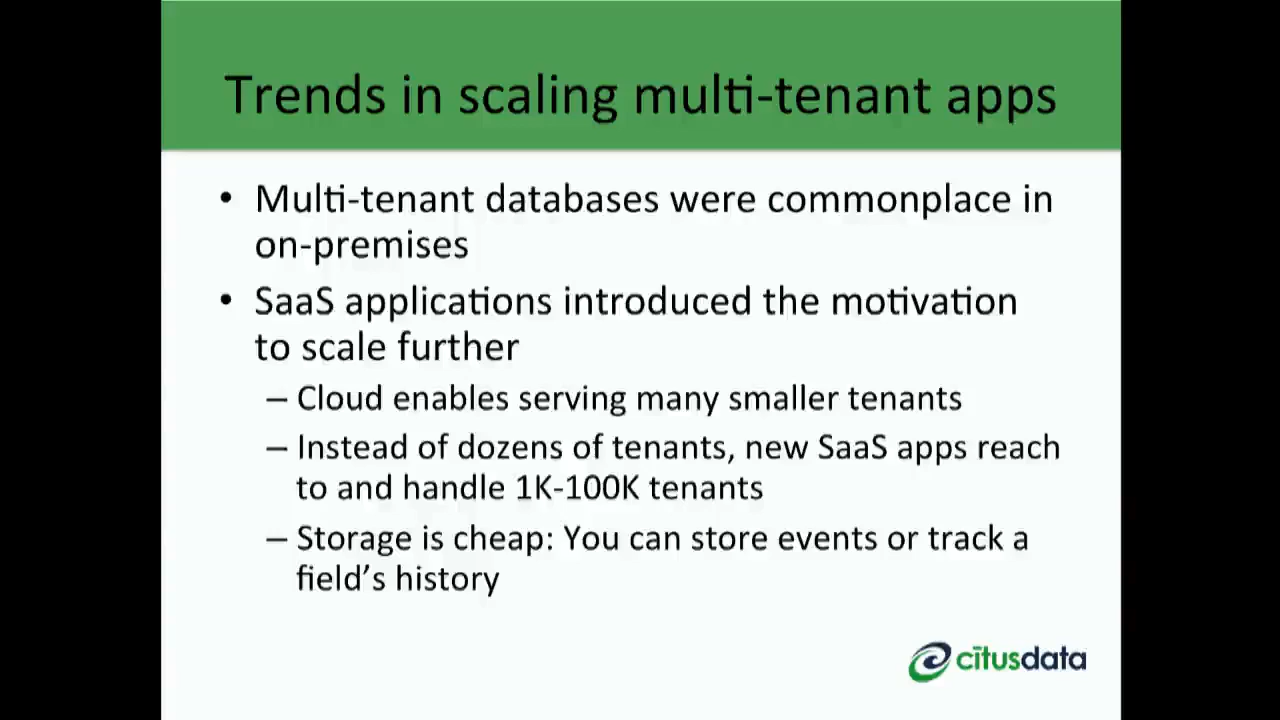 Trends in scaling multi-tenant apps
• Multi-tenant databases were commonplace in
on-premises
• SaaS applications introduced the motivation
to scale further
– Cloud enables serving many smaller tenants
– Instead of dozens of tenants, new SaaS apps reach
to and handle 1K-100K tenants
– Storage is cheap: You can store events or track a
field’s history
citusdata